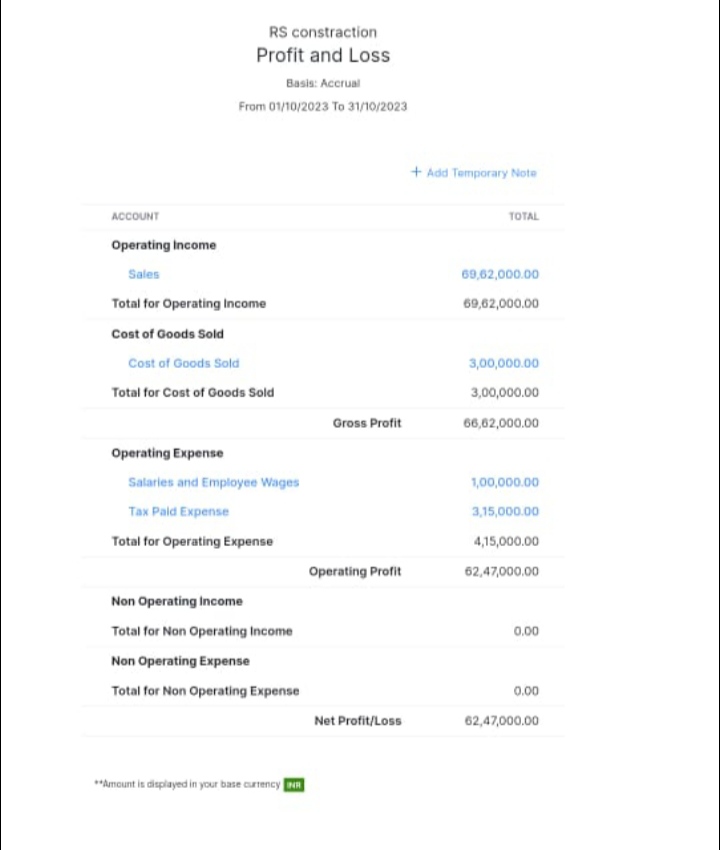 RS constraction
Profit and Loss
Basis: Accrual
From 01/10/2023 To 31/10/2023
+ Add Temporary Note
ACCOUNT TOTAL
Operating Income
Sales 69,62,000.00
Total for Operating Income 69,62,000.00
Cost of Goods Sold
Cost of Goods Sold 3,00,000.00
Total for Cost of Goods Sold 3,00,000.00
Gross Profit 66,62,000.00
Operating Expense
Salaries and Employee Wages 1,00,000.00
Tax Paid Expense 3,15,000.00
Total for Operating Expense 4,15,000.00
Operating Profit 62,47,000.00
Non Operating Income
Total for Non Operating Income 0.00
Non Operating Expense
Total for Non Operating Expense 0.00
Net Profit/Loss 62,47,000.00
**Amount is displayed in your base currency INR